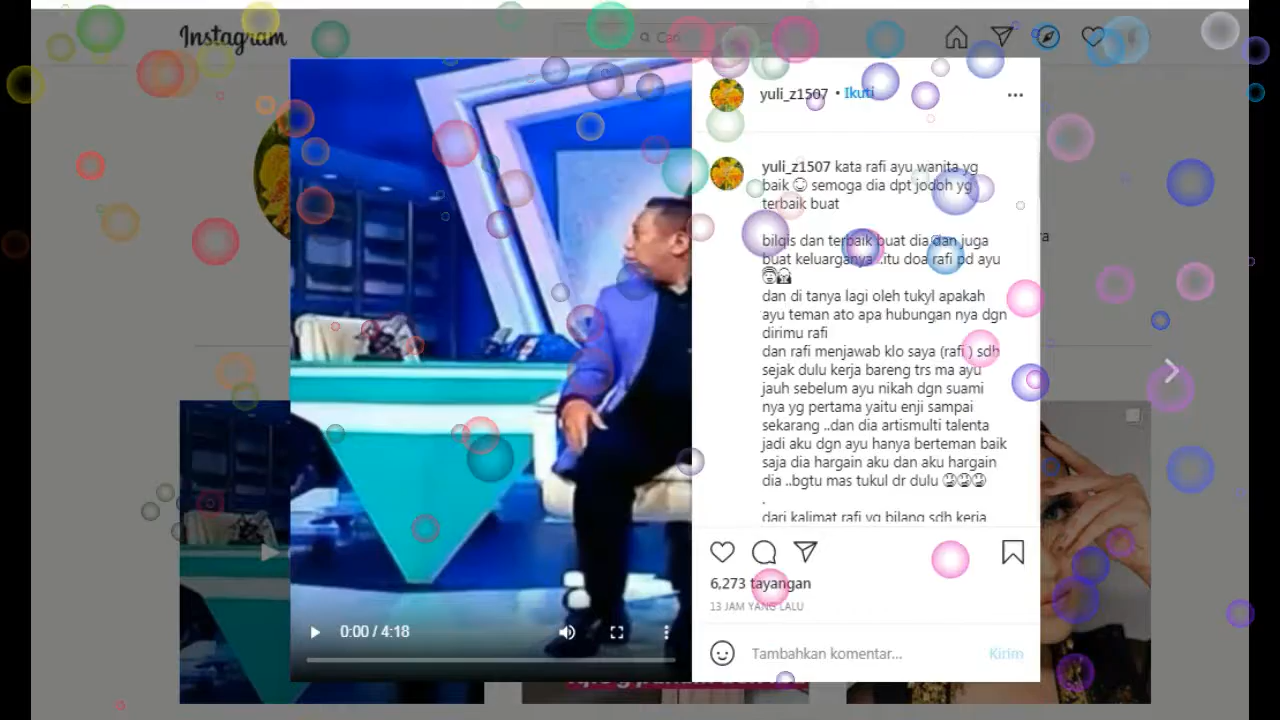 Instagram
Cari
yuli_z1507 • Ikuti
yuli_z1507 kata rafi ayu wanita yg
baik 😊 semoga dia dpt jodoh yg
terbaik buat
bilqis dan terbaik buat dia dan juga
buat keluarganya ..itu doa rafi pd ayu
dan di tanya lagi oleh tukyl apakah
ayu teman ato apa hubungan nya dgn
dirimu rafi
dan rafi menjawab klo saya (rafi ) sdh
sejak dulu kerja bareng trs ma ayu
jauh sebelum ayu nikah dgn suami
nya yg pertama yaitu enji sampai
sekarang ..dan dia artismulti talenta
jadi aku dgn ayu hanya berteman baik
saja dia hargain aku dan aku hargain
dia ..bgtu mas tukul dr dulu
.
dari kalimat rafi yg bilang sdh kerja
6,273 tayangan
13 JAM YANG LALU
0:00 / 4:18
Tambahkan komentar...
Kirim